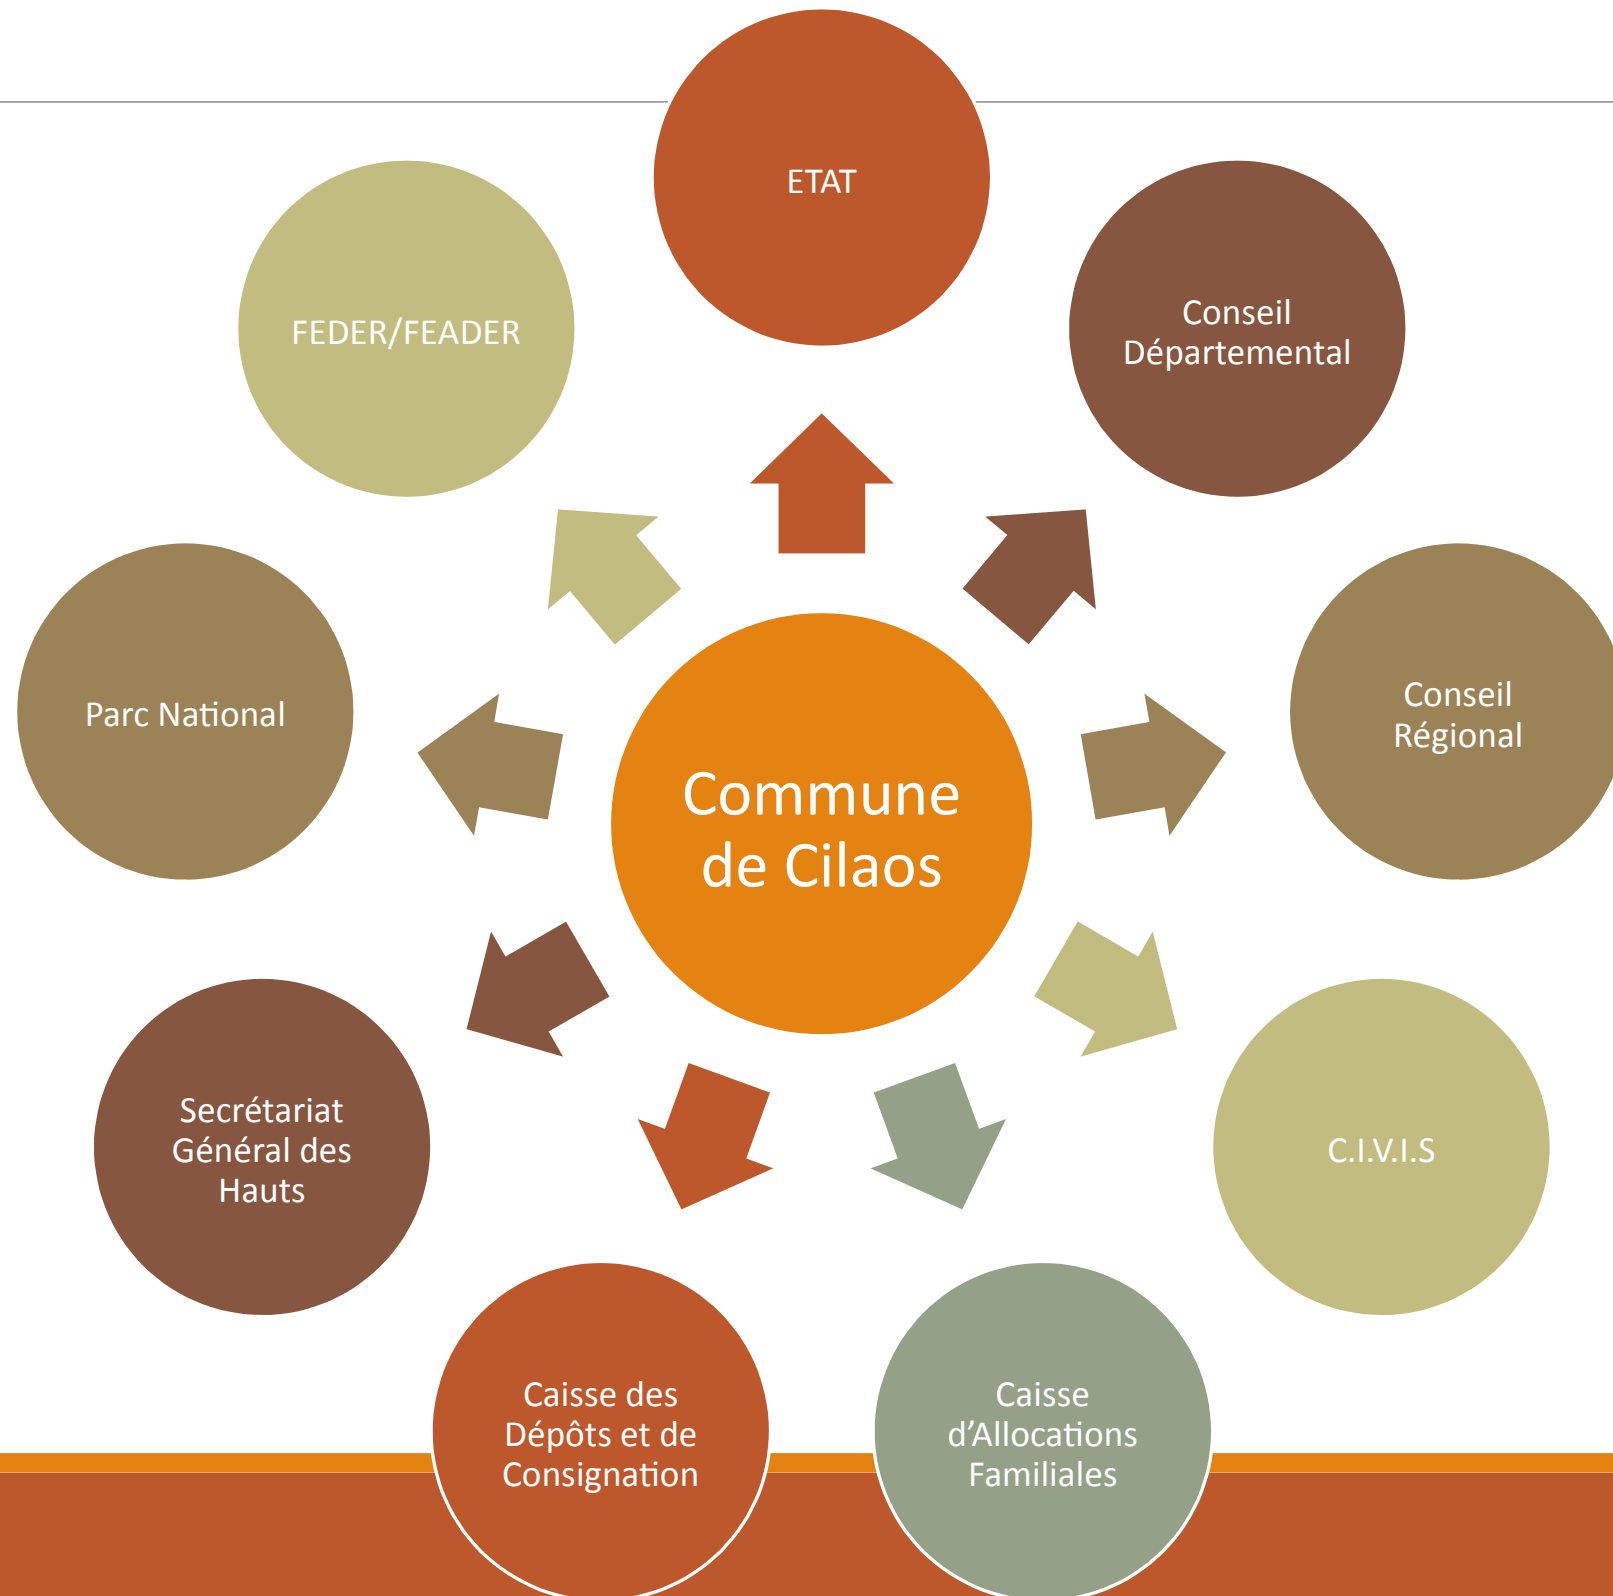 ETAT
Conseil
Départemental
Conseil
Régional
C.I.V.I.S
Caisse
d’Allocations
Familiales
Caisse des
Dépôts et de
Consignation
Secrétariat
Général des
Hauts
Parc National
FEDER/FEADER
Commune
de Cilaos